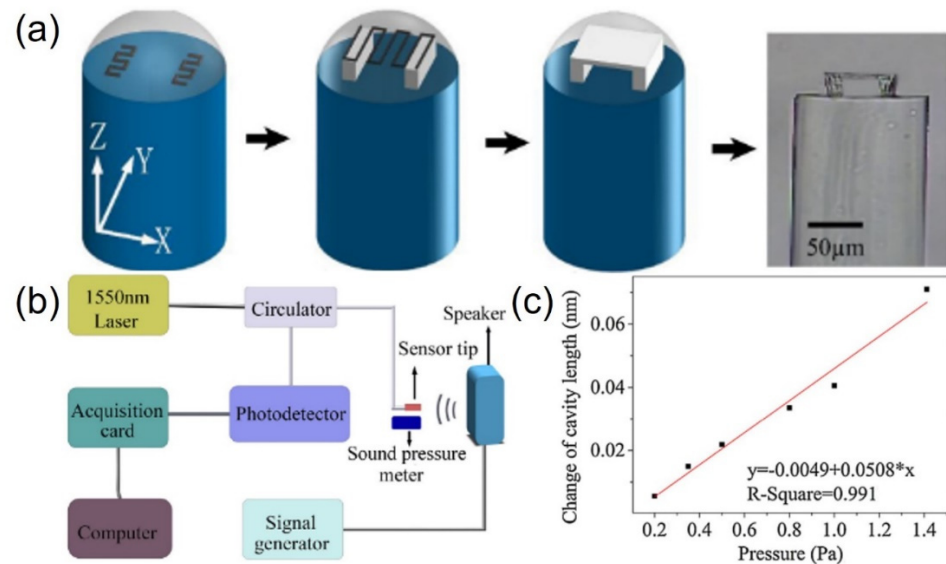 (a)
Z
Y
X
50μm
(b)
1550nm
Laser
Circulator
Speaker
Sensor tip
Acquisition
card
Photodetector
Sound pressure
meter
Computer
Signal
generator
(c)
Change of cavity length (nm)
0.06
0.04
0.02
y=-0.0049+0.0508*x
R-Square=0.991
0.2 0.4 0.6 0.8 1.0 1.2 1.4
Pressure (Pa)